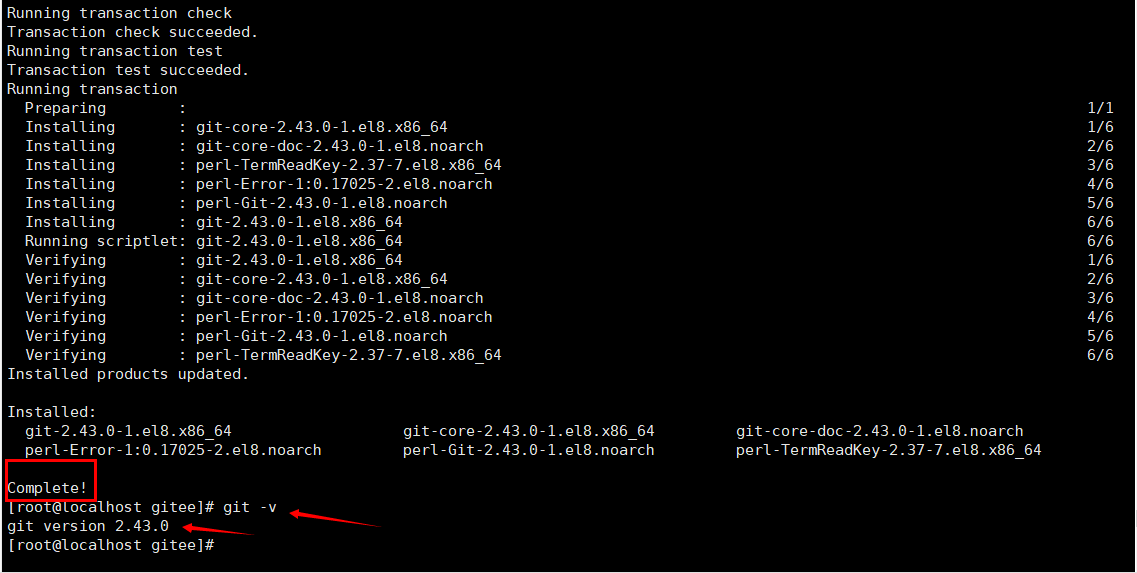 Running transaction check
Transaction check succeeded.
Running transaction test
Transaction test succeeded.
Running transaction
  Preparing        :                                                                                                    1/1
  Installing       : git-core-2.43.0-1.el8.x86_64                                                                       1/6
  Installing       : git-core-doc-2.43.0-1.el8.noarch                                                                   2/6
  Installing       : perl-TermReadKey-2.37-7.el8.x86_64                                                                 3/6
  Installing       : perl-Error-1:0.17025-2.el8.noarch                                                                  4/6
  Installing       : perl-Git-2.43.0-1.el8.noarch                                                                       5/6
  Installing       : git-2.43.0-1.el8.x86_64                                                                            6/6
  Running scriptlet: git-2.43.0-1.el8.x86_64                                                                            6/6
  Verifying        : git-2.43.0-1.el8.x86_64                                                                            1/6
  Verifying        : git-core-2.43.0-1.el8.x86_64                                                                       2/6
  Verifying        : git-core-doc-2.43.0-1.el8.noarch                                                                   3/6
  Verifying        : perl-Error-1:0.17025-2.el8.noarch                                                                  4/6
  Verifying        : perl-Git-2.43.0-1.el8.noarch                                                                       5/6
  Verifying        : perl-TermReadKey-2.37-7.el8.x86_64                                                                 6/6
Installed products updated.

Installed:
  git-2.43.0-1.el8.x86_64                   git-core-2.43.0-1.el8.x86_64         git-core-doc-2.43.0-1.el8.noarch
  perl-Error-1:0.17025-2.el8.noarch         perl-Git-2.43.0-1.el8.noarch         perl-TermReadKey-2.37-7.el8.x86_64

Complete!
[root@localhost gitee]# git -v
git version 2.43.0
[root@localhost gitee]#